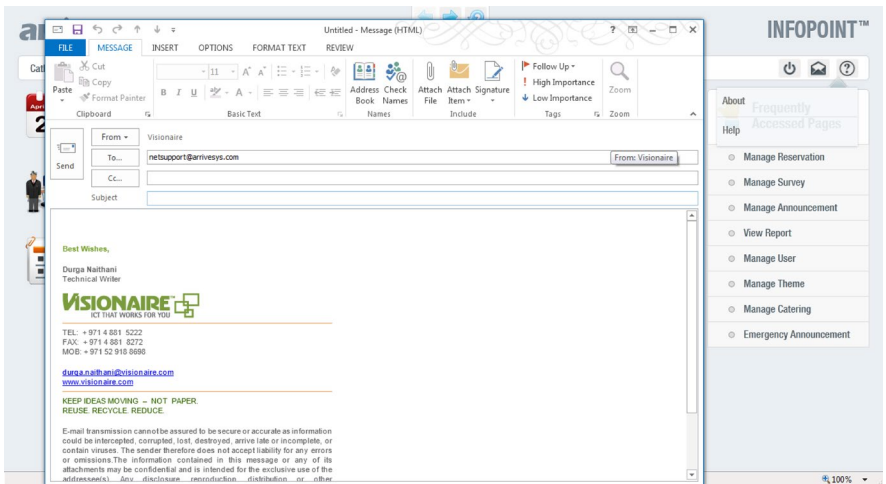 Untitled - Message (HTML)
INFOPOINT™
FILE MESSAGE INSERT OPTIONS FORMAT TEXT REVIEW
Cut
Copy
Format Painter
Paste
Clipboard
11
B I U
Basic Text
Address Book
Check Names
Names
Attach File
Attach Item
Signature
Include
Follow Up
High Importance
Low Importance
Tags
Zoom
Zoom
From
Visionaire
Send
To...
netsupport@arrivesys.com
From: Visionaire
Cc...
Subject
Best Wishes,
Durga Naithani
Technical Writer
VISIONAIRE
ICT THAT WORKS FOR YOU
TEL: +971 4 881 5222
FAX: +971 4 881 8272
MOB: +971 52 918 8698
durga.naithani@visionaire.com
www.visionaire.com
KEEP IDEAS MOVING – NOT PAPER.
REUSE. RECYCLE. REDUCE.
E-mail transmission cannot be assured to be secure or accurate as information
could be intercepted, corrupted, lost, destroyed, arrive late or incomplete, or
contain viruses. The sender therefore does not accept liability for any errors
or omissions.The information contained in this message or any of its
attachments may be confidential and is intended for the exclusive use of the
addressee(s). Any disclosure, reproduction, distribution or other
About
Help
Frequently
Accessed Pages
Manage Reservation
Manage Survey
Manage Announcement
View Report
Manage User
Manage Theme
Manage Catering
Emergency Announcement
100%